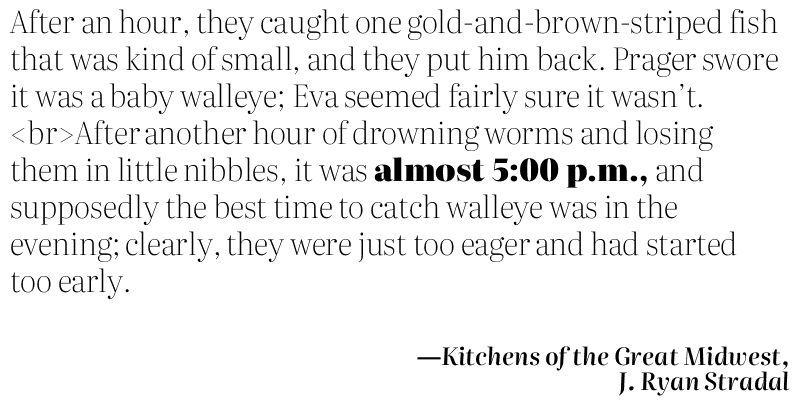 After an hour, they caught one gold-and-brown-striped fish
that was kind of small, and they put him back. Prager swore
it was a baby walleye; Eva seemed fairly sure it wasn't.
<br>After another hour of drowning worms and losing
them in little nibbles, it was almost 5:00 p.m., and
supposedly the best time to catch walleye was in the
evening; clearly, they were just too eager and had started
too early.
—Kitchens of the Great Midwest,
J. Ryan Stradal